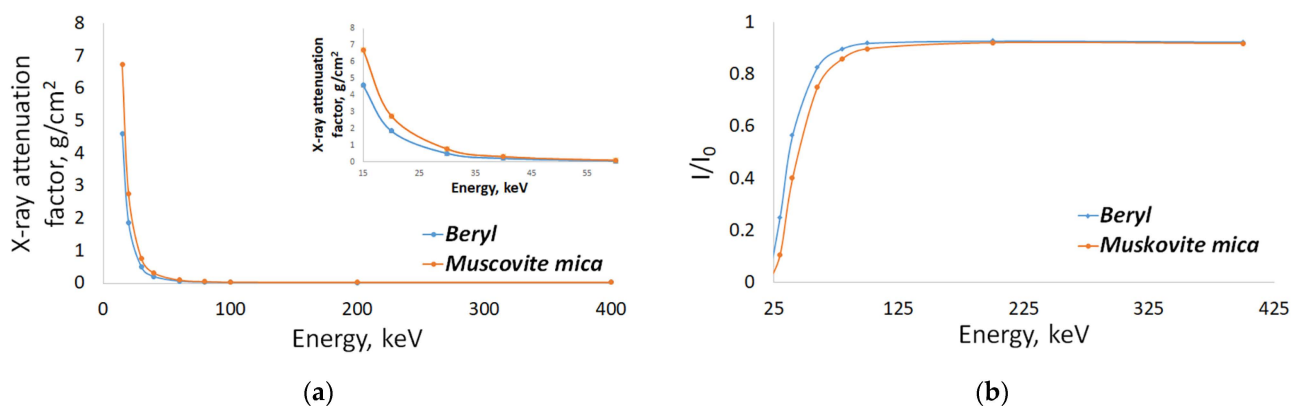 X-ray attenuation
factor, g/cm²
8
7
6
5
4
3
2
1
0
0 100 200 300 400
Energy, keV
X-ray attenuation
factor, g/cm²
8
7
6
5
4
3
2
1
0
15 25 35 45 55
Energy, keV
Beryl
Muscovite mica
(a)
I/I₀
1
0.8
0.6
0.4
0.2
0
25 125 225 325 425
Energy, keV
Beryl
Muskovite mica
(b)